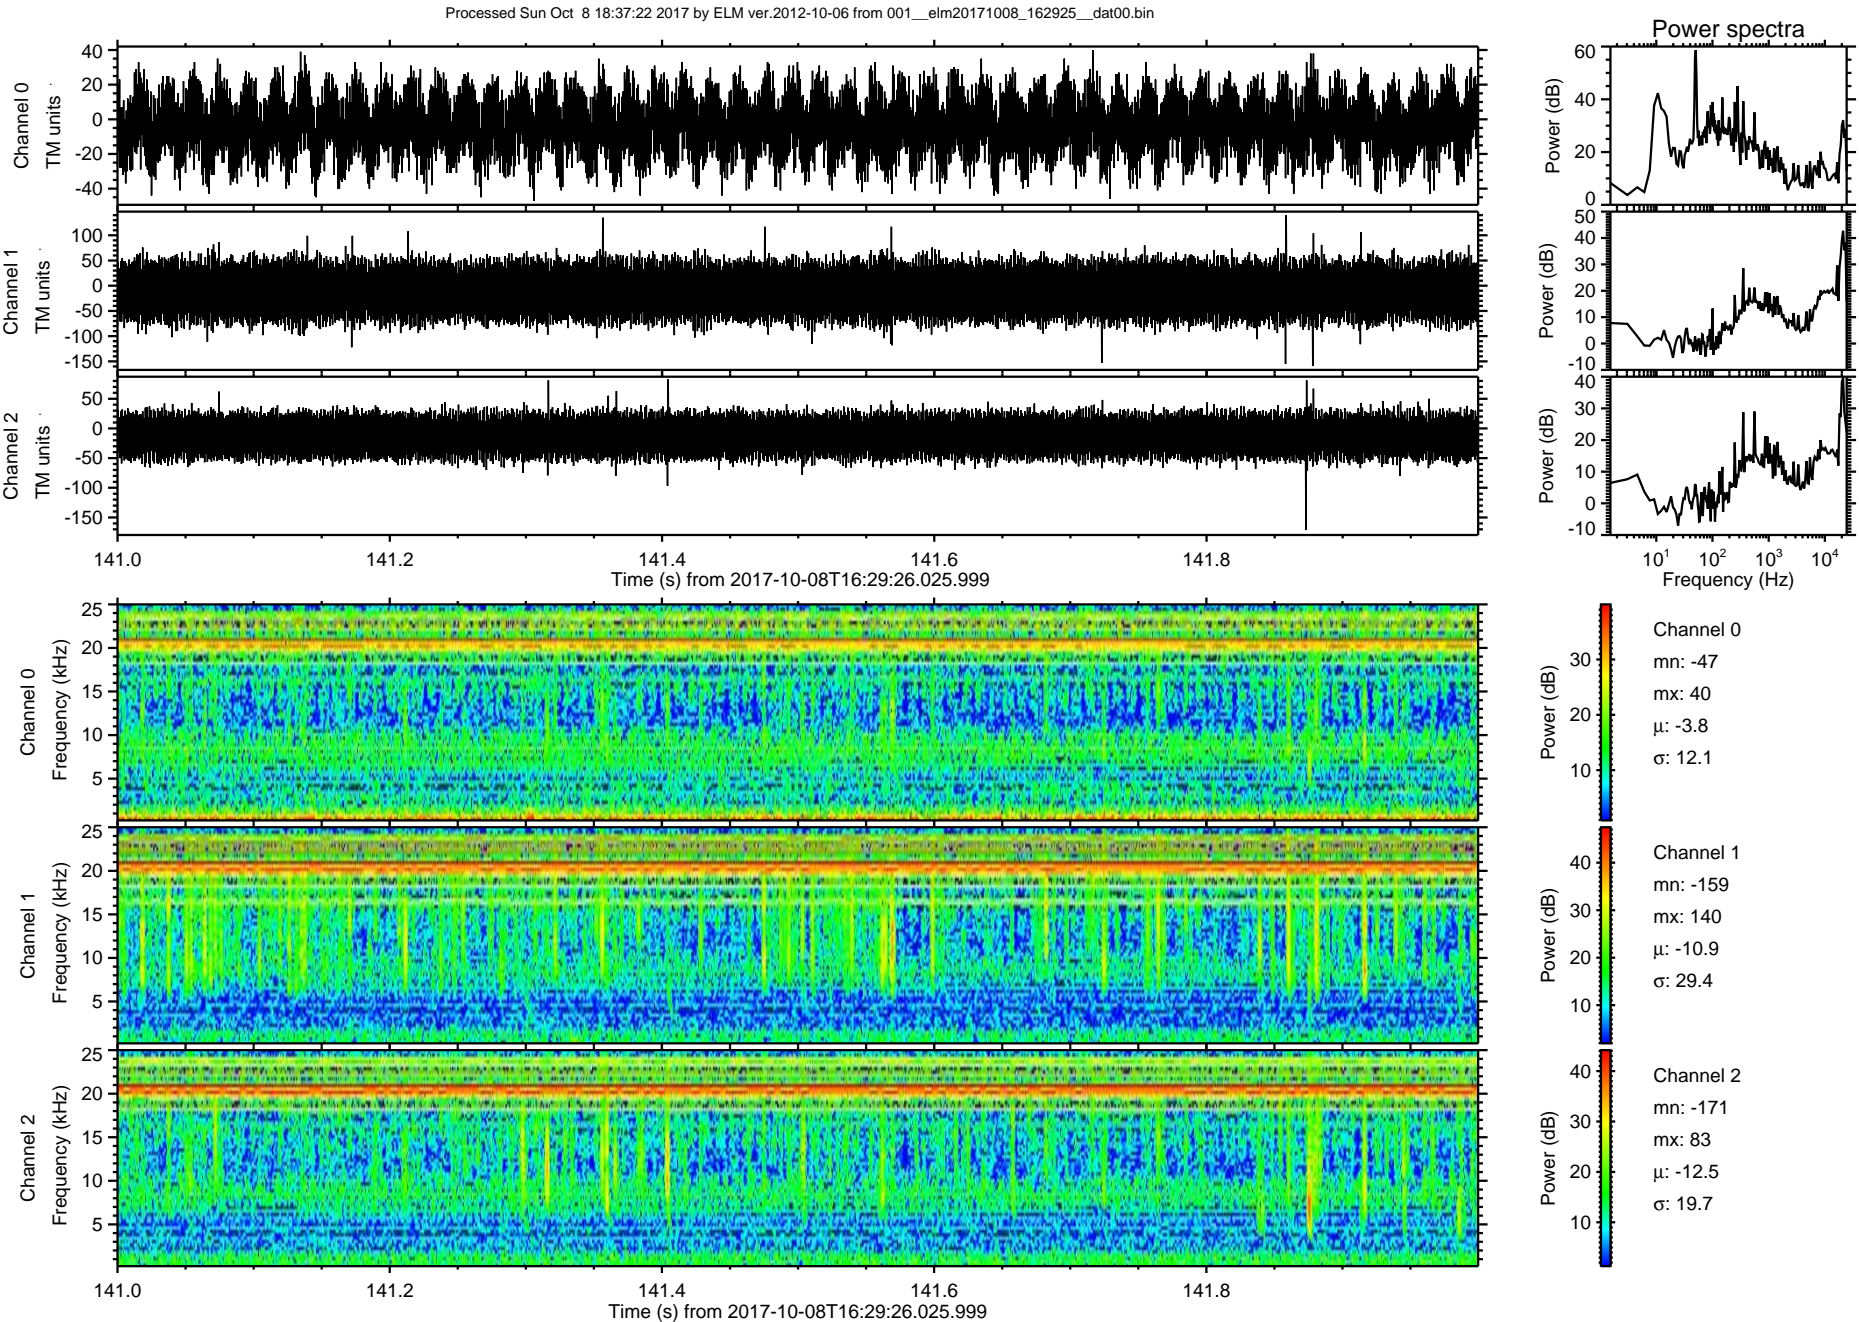 Processed Sun Oct  8 18:37:22 2017 by ELM ver.2012-10-06 from 001__elm20171008_162925__dat00.bin
Power spectra
Channel 0
TM units
40
20
0
-20
-40
Power (dB)
60
40
20
0
Channel 1
TM units
100
50
0
-50
-100
-150
Power (dB)
50
40
30
20
10
0
-10
Channel 2
TM units
50
0
-50
-100
-150
Power (dB)
40
30
20
10
0
-10
141.0
141.2
141.4
141.6
141.8
Time (s) from 2017-10-08T16:29:26.025.999
10^1
10^2
10^3
10^4
Frequency (Hz)
Channel 0
Frequency (kHz)
25
20
15
10
5
Power (dB)
30
20
10
Channel 0
mn: -47
mx: 40
μ: -3.8
σ: 12.1
Channel 1
Frequency (kHz)
25
20
15
10
5
Power (dB)
40
30
20
10
Channel 1
mn: -159
mx: 140
μ: -10.9
σ: 29.4
Channel 2
Frequency (kHz)
25
20
15
10
5
Power (dB)
40
30
20
10
Channel 2
mn: -171
mx: 83
μ: -12.5
σ: 19.7
141.0
141.2
141.4
141.6
141.8
Time (s) from 2017-10-08T16:29:26.025.999